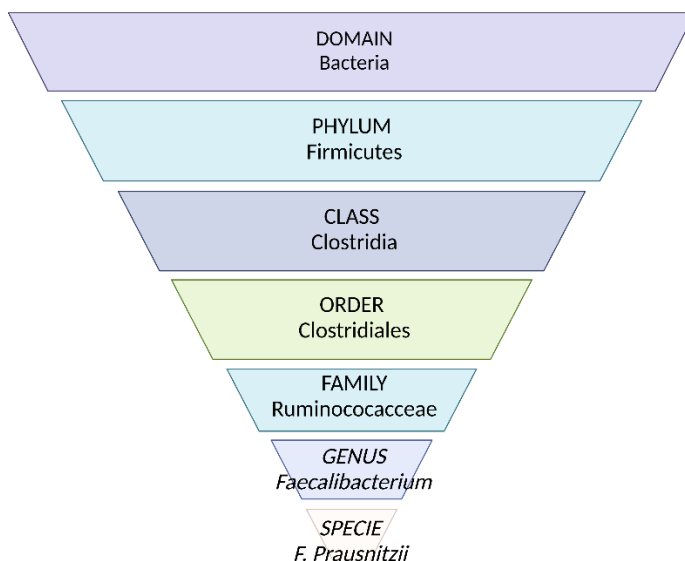 DOMAIN
Bacteria
PHYLUM
Firmicutes
CLASS
Clostridia
ORDER
Clostridiales
FAMILY
Ruminococacceae
GENUS
Faecalibacterium
SPECIE
F. Prausnitzii